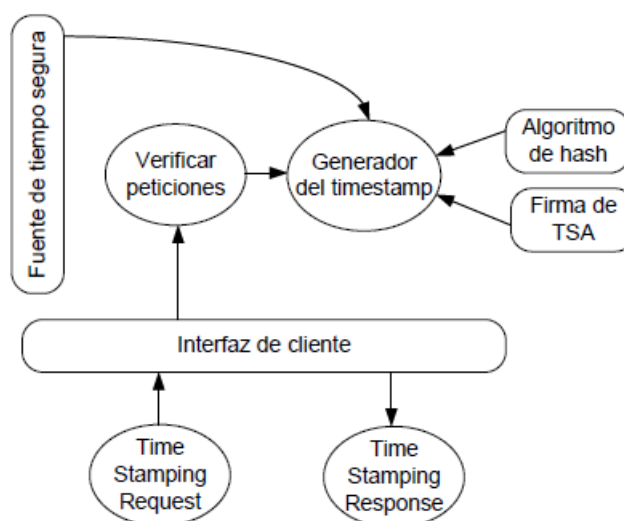 Fuente de tiempo segura
Verificar
peticiones
Generador
del timestamp
Algoritmo
de hash
Firma de
TSA
Interfaz de cliente
Time
Stamping
Request
Time
Stamping
Response